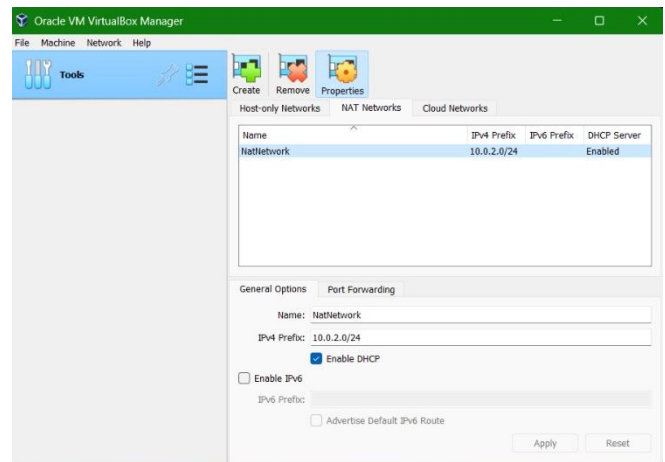 Oracle VM VirtualBox Manager
File Machine Network Help
Tools
Create Remove Properties
Host-only Networks NAT Networks Cloud Networks
Name IPv4 Prefix IPv6 Prefix DHCP Server
NatNetwork 10.0.2.0/24 Enabled
General Options Port Forwarding
Name: NatNetwork
IPv4 Prefix: 10.0.2.0/24
Enable DHCP
Enable IPv6
IPv6 Prefix:
Advertise Default IPv6 Route
Apply Reset